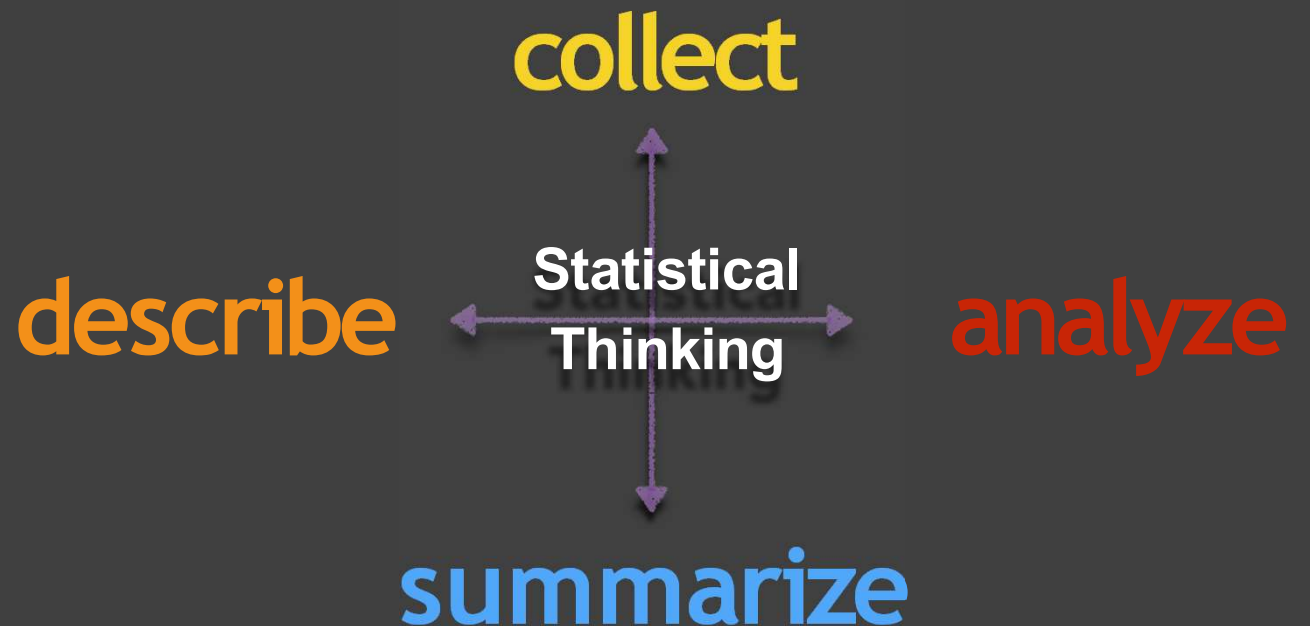 collect
Statistical
describe
analyze
Thinking
summarize